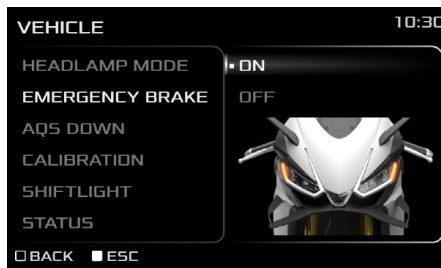 VEHICLE
10:30
HEADLAMP MODE
ON
EMERGENCY BRAKE
OFF
AQS DOWN
CALIBRATION
SHIFTLIGHT
STATUS
BACK ESC